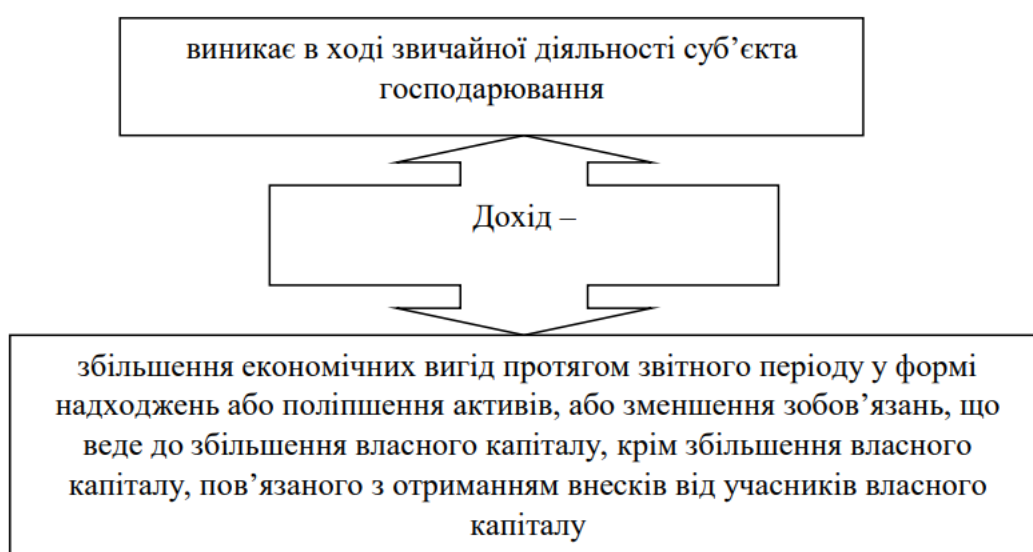 виникає в ході звичайної діяльності суб’єкта
господарювання
Дохід –
збільшення економічних вигід протягом звітного періоду у формі
надходжень або поліпшення активів, або зменшення зобов’язань, що
веде до збільшення власного капіталу, крім збільшення власного
капіталу, пов’язаного з отриманням внесків від учасників власного
капіталу